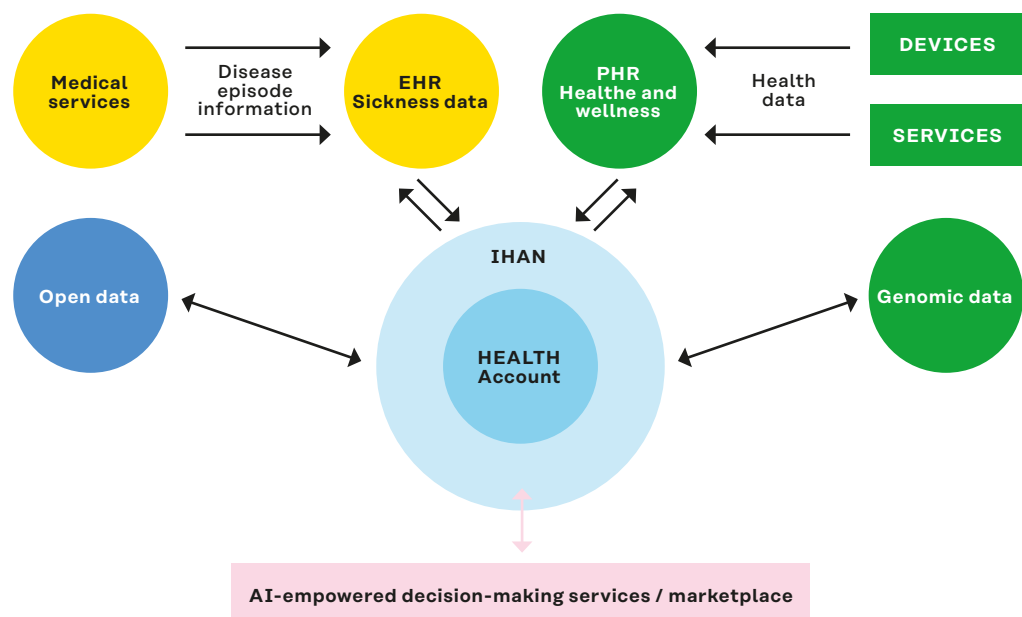 Medical
services
Disease
episode
information
EHR
Sickness data
PHR
Healthe and
wellness
Health
data
DEVICES
SERVICES
Open data
IHAN
HEALTH
Account
Genomic data
AI-empowered decision-making services / marketplace